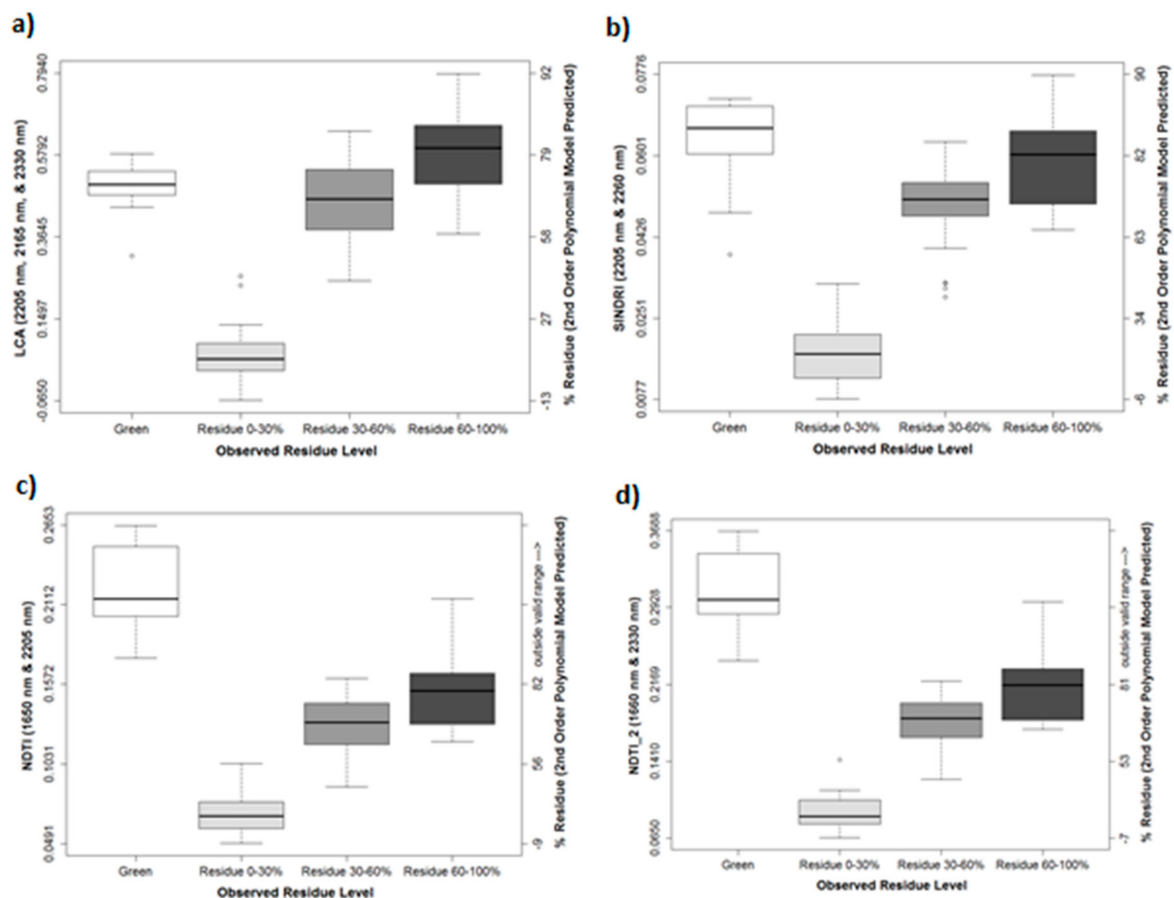 a)
LCA (2205 nm, 2165 nm, & 2330 nm)
-0.0650 0.1497 0.3645 0.5792 0.7940
-13 27 58 79 92
% Residue (2nd Order Polynomial Model Predicted)
Green Residue 0-30% Residue 30-60% Residue 60-100%
Observed Residue Level
b)
SINDRI (2205 nm & 2260 nm)
0.0077 0.0251 0.0426 0.0601 0.0776
-6 34 63 82 90
% Residue (2nd Order Polynomial Model Predicted)
Green Residue 0-30% Residue 30-60% Residue 60-100%
Observed Residue Level
c)
NDTI (1650 nm & 2205 nm)
0.0491 0.1031 0.1572 0.2112 0.2653
-9 56 82 outside valid range --->
% Residue (2nd Order Polynomial Model Predicted)
Green Residue 0-30% Residue 30-60% Residue 60-100%
Observed Residue Level
d)
NDTI_2 (1660 nm & 2330 nm)
0.0650 0.1410 0.2169 0.2928 0.3688
-7 53 81 outside valid range --->
% Residue (2nd Order Polynomial Model Predicted)
Green Residue 0-30% Residue 30-60% Residue 60-100%
Observed Residue Level